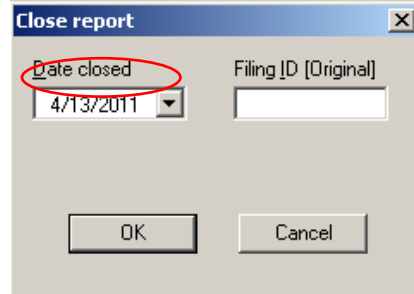 Close report
Date closed
Filing ID [Original]
4/13/2011
OK
Cancel